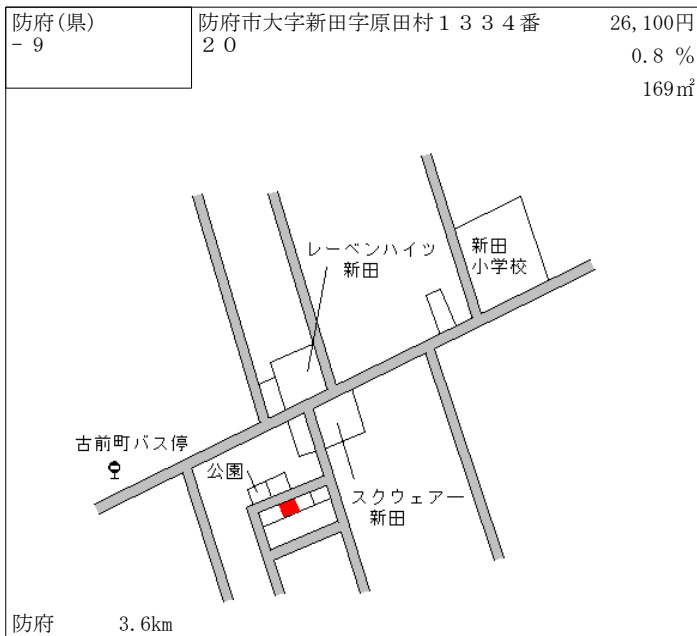 防府(県)
- 9
防府市大字新田字原田村1334番
20
26,100円
0.8 %
169㎡
レーベンハイツ
新田
新田
小学校
古前町バス停
公園
スクウェアー
新田
防府 3.6km